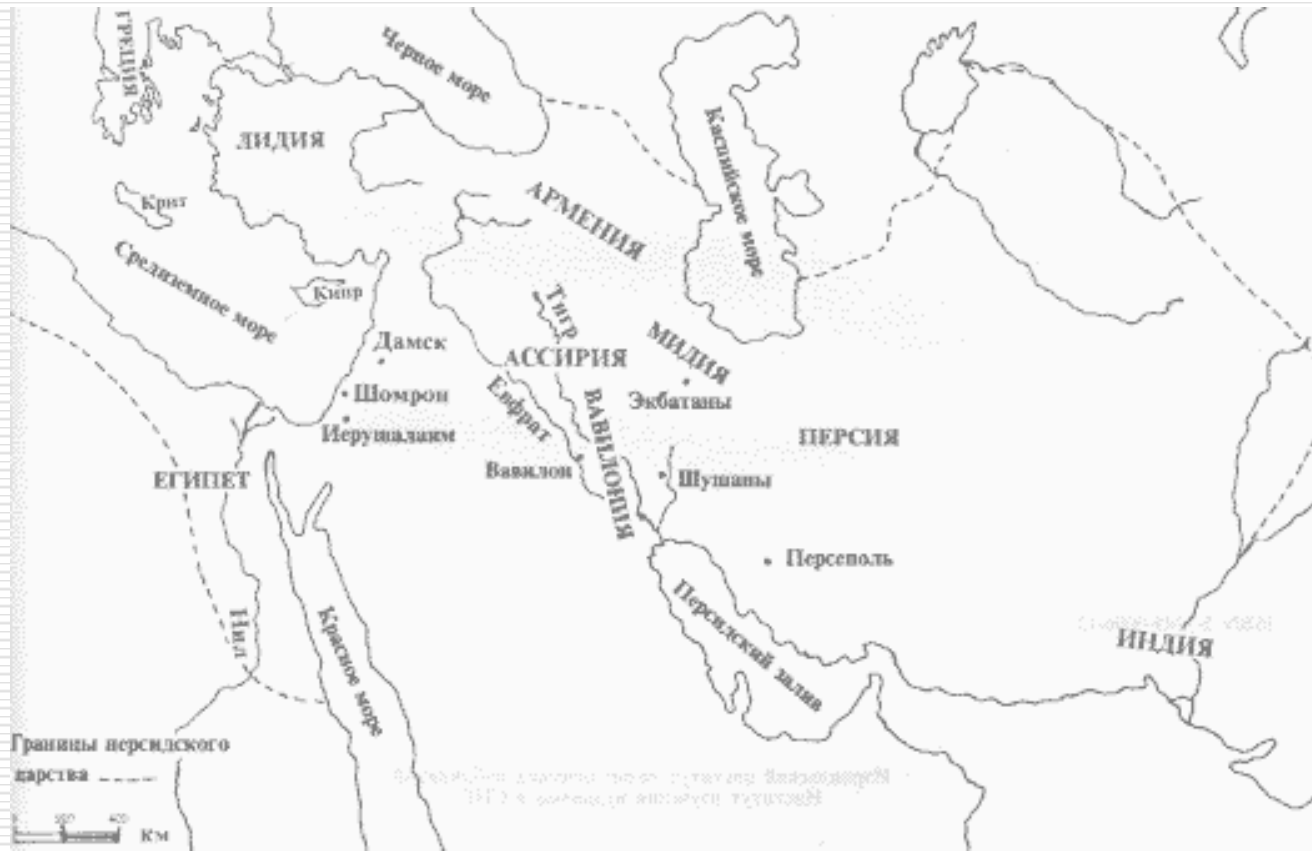 ГРЕЦИЯ
Черное море
ЛИДИЯ
Каспийское море
Крит
АРМЕНИЯ
Средиземное море
Кипр
Тигр
Дамск
АССИРИЯ
МИДИЯ
Шомрон
Евфрат
Экбатаны
Иерушалаим
ВАВИЛОНИЯ
ПЕРСИЯ
ЕГИПЕТ
Вавилон
Шушаны
Персеполь
Нил
Красное море
Персидский залив
ИНДИЯ
Границы персидского
царства
400
КМ